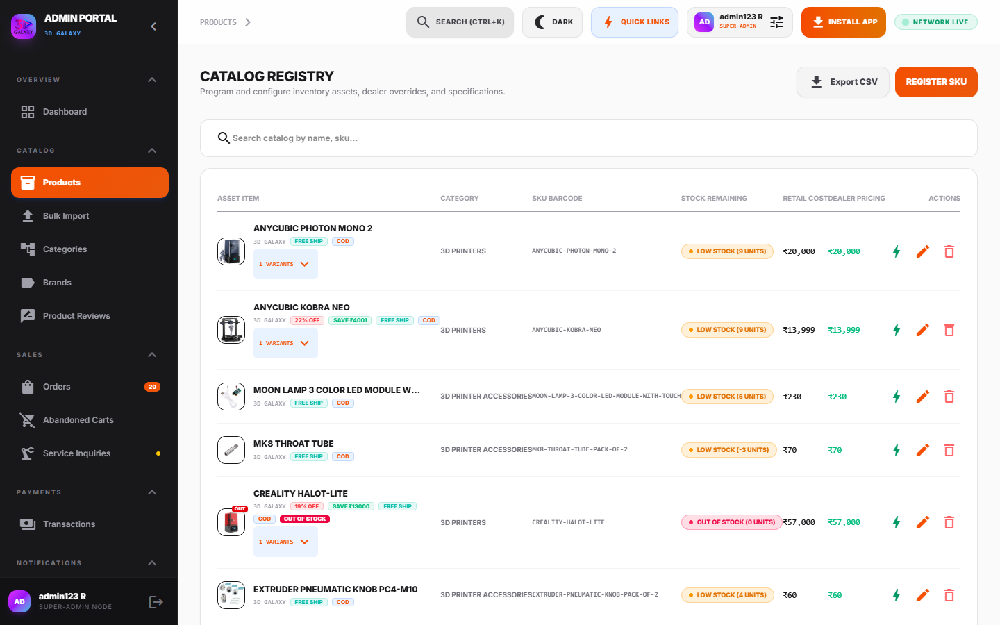 ADMIN PORTAL
3D GALAXY
OVERVIEW
Dashboard
CATALOG
Products
Bulk Import
Categories
Brands
Product Reviews
SALES
Orders 20
Abandoned Carts
Service Inquiries
PAYMENTS
Transactions
NOTIFICATIONS
AD admin123 R
SUPER-ADMIN NODE
PRODUCTS
SEARCH (CTRL+K)
DARK
QUICK LINKS
AD admin123 R
SUPER-ADMIN
INSTALL APP
NETWORK LIVE
CATALOG REGISTRY
Program and configure inventory assets, dealer overrides, and specifications.
Export CSV
REGISTER SKU
Search catalog by name, sku...
ASSET ITEM CATEGORY SKU BARCODE STOCK REMAINING RETAIL COST DEALER PRICING ACTIONS
ANYCUBIC PHOTON MONO 2
3D GALAXY FREE SHIP COD
1 VARIANTS
3D PRINTERS ANYCUBIC-PHOTON-MONO-2 LOW STOCK (9 UNITS) ₹20,000 ₹20,000
ANYCUBIC KOBRA NEO
3D GALAXY 22% OFF SAVE ₹4001 FREE SHIP COD
1 VARIANTS
3D PRINTERS ANYCUBIC-KOBRA-NEO LOW STOCK (9 UNITS) ₹13,999 ₹13,999
MOON LAMP 3 COLOR LED MODULE W...
3D GALAXY FREE SHIP COD
3D PRINTER ACCESSORIES MOON-LAMP-3-COLOR-LED-MODULE-WITH-TOUCH LOW STOCK (5 UNITS) ₹230 ₹230
MK8 THROAT TUBE
3D GALAXY FREE SHIP COD
3D PRINTER ACCESSORIES MK8-THROAT-TUBE-PACK-OF-2 LOW STOCK (-3 UNITS) ₹70 ₹70
CREALITY HALOT-LITE
OUT
3D GALAXY 19% OFF SAVE ₹13000 FREE SHIP
COD OUT OF STOCK
1 VARIANTS
3D PRINTERS CREALITY-HALOT-LITE OUT OF STOCK (0 UNITS) ₹57,000 ₹57,000
EXTRUDER PNEUMATIC KNOB PC4-M10
3D GALAXY FREE SHIP COD
3D PRINTER ACCESSORIES EXTRUDER-PNEUMATIC-KNOB-PACK-OF-2 LOW STOCK (4 UNITS) ₹60 ₹60